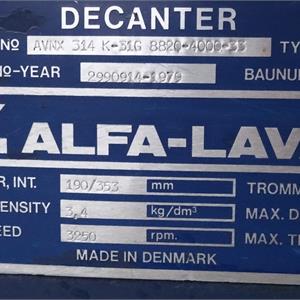 DECANTER
NO AVNX 314 K-31G 8820-4000-33 TY
NO-YEAR 2990914-1979 BAUNU
ALFA-LAV
R, INT. 190/353 mm TROMM
ENSITY 3,4 kg/dm³ MAX. D
EED 3250 rpm. MAX. T
MADE IN DENMARK